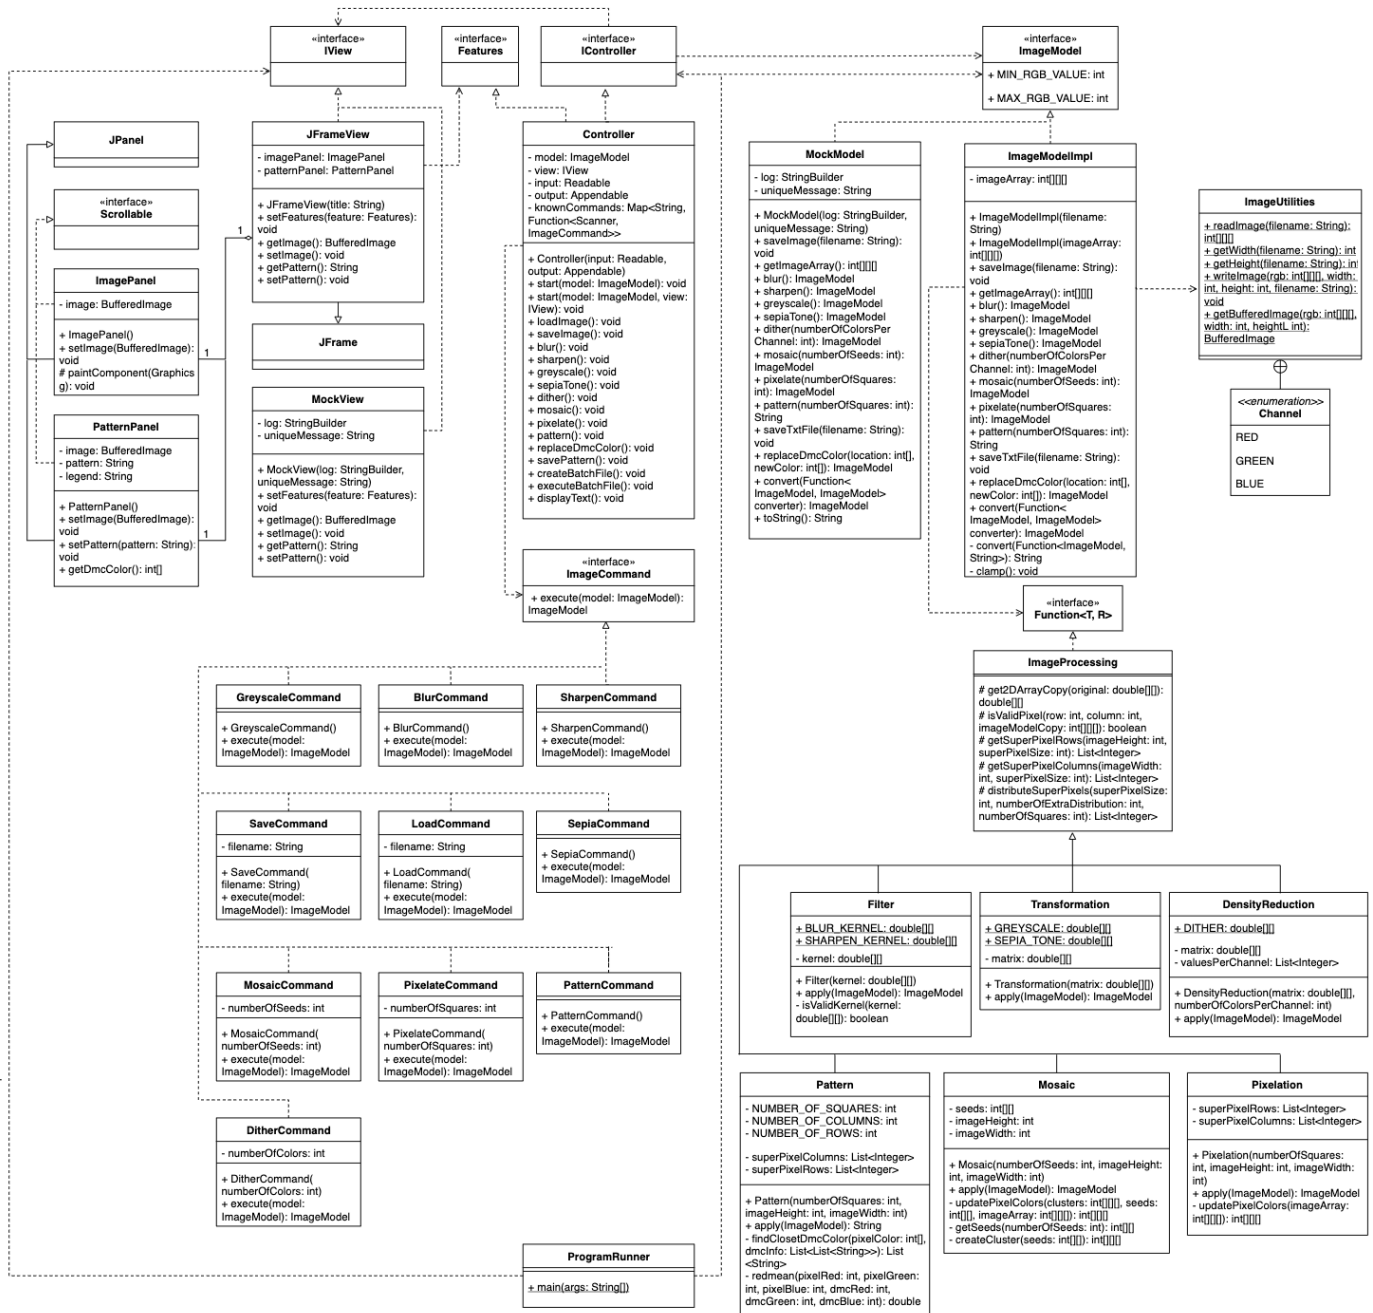 «interface»
IView
«interface»
Features
«interface»
IController
«interface»
ImageModel
+ MIN_RGB_VALUE: int
+ MAX_RGB_VALUE: int
JPanel
«interface»
Scrollable
ImagePanel
- image: BufferedImage
+ ImagePanel()
+ setImage(BufferedImage):
void
# paintComponent(Graphics
g): void
PatternPanel
- image: BufferedImage
- pattern: String
- legend: String
+ PatternPanel()
+ setImage(BufferedImage):
void
+ setPattern(pattern: String):
void
+ getDmcColor(): int[]
1
1
1
JFrameView
- imagePanel: ImagePanel
- patternPanel: PatternPanel
+ JFrameView(title: String)
+ setFeatures(feature: Features):
void
+ getImage(): BufferedImage
+ setImage(): void
+ getPattern(): String
+ setPattern(): void
JFrame
MockView
- log: StringBuilder
- uniqueMessage: String
+ MockView(log: StringBuilder,
uniqueMessage: String)
+ setFeatures(feature: Features):
void
+ getImage(): BufferedImage
+ setImage(): void
+ getPattern(): String
+ setPattern(): void
Controller
- model: ImageModel
- view: IView
- input: Readable
- output: Appendable
- knownCommands: Map<String,
Function<Scanner,
ImageCommand>>
+ Controller(input: Readable,
output: Appendable)
+ start(model: ImageModel): void
+ start(model: ImageModel, view:
IView): void
+ loadImage(): void
+ saveImage(): void
+ blur(): void
+ sharpen(): void
+ greyscale(): void
+ sepiaTone(): void
+ dither(): void
+ mosaic(): void
+ pixelate(): void
+ pattern(): void
+ replaceDmcColor(): void
+ savePattern(): void
+ createBatchFile(): void
+ executeBatchFile(): void
+ displayText(): void
«interface»
ImageCommand
+ execute(model: ImageModel):
ImageModel
MockModel
- log: StringBuilder
- uniqueMessage: String
+ MockModel(log: StringBuilder,
uniqueMessage: String)
+ saveImage(filename: String):
void
+ getImageArray(): int[][][]
+ blur(): ImageModel
+ sharpen(): ImageModel
+ greyscale(): ImageModel
+ sepiaTone(): ImageModel
+ dither(numberOfColorsPer
Channel: int): ImageModel
+ mosaic(numberOfSeeds: int):
ImageModel
+ pixelate(numberOfSquares:
int): ImageModel
+ pattern(numberOfSquares: int):
String
+ saveTxtFile(filename: String):
void
+ replaceDmcColor(location: int[],
newColor: int[]): ImageModel
+ convert(Function<
ImageModel, ImageModel>
converter): ImageModel
+ toString(): String
ImageModelImpl
- imageArray: int[][][]
+ ImageModelImpl(filename:
String)
+ ImageModelImpl(imageArray:
int[][][])
+ saveImage(filename: String):
void
+ getImageArray(): int[][][]
+ blur(): ImageModel
+ sharpen(): ImageModel
+ greyscale(): ImageModel
+ sepiaTone(): ImageModel
+ dither(numberOfColorsPer
Channel: int): ImageModel
+ mosaic(numberOfSeeds: int):
ImageModel
+ pixelate(numberOfSquares:
int): ImageModel
+ pattern(numberOfSquares: int):
String
+ saveTxtFile(filename: String):
void
+ replaceDmcColor(location: int[],
newColor: int[]): ImageModel
+ convert(Function<
ImageModel, ImageModel>
converter): ImageModel
- convert(Function<ImageModel,
String>): String
- clamp(): void
ImageUtilities
+ readImage(filename: String):
int[][][]
+ getWidth(filename: String): int
+ getHeight(filename: String): int
+ writeImage(rgb: int[][][], width:
int, height: int, filename: String):
void
+ getBufferedImage(rgb: int[][][],
width: int, heightL int):
BufferedImage
<<enumeration>>
Channel
RED
GREEN
BLUE
«interface»
Function<T, R>
ImageProcessing
# get2DArrayCopy(original: double[][]):
double[][]
# isValidPixel(row: int, column: int,
imageModelCopy: int[][][]): boolean
# getSuperPixelRows(imageHeight: int,
superPixelSize: int): List<Integer>
# getSuperPixelColumns(imageWidth:
int, superPixelSize: int): List<Integer>
# distributeSuperPixels(superPixelSize:
int, numberOfExtraDistribution: int,
numberOfSquares: int): List<Integer>
GreyscaleCommand
+ GreyscaleCommand()
+ execute(model:
ImageModel): ImageModel
BlurCommand
+ BlurCommand()
+ execute(model:
ImageModel): ImageModel
SharpenCommand
+ SharpenCommand()
+ execute(model:
ImageModel): ImageModel
SaveCommand
- filename: String
+ SaveCommand(
filename: String)
+ execute(model:
ImageModel): ImageModel
LoadCommand
- filename: String
+ LoadCommand(
filename: String)
+ execute(model:
ImageModel): ImageModel
SepiaCommand
+ SepiaCommand()
+ execute(model:
ImageModel): ImageModel
MosaicCommand
- numberOfSeeds: int
+ MosaicCommand(
numberOfSeeds: int)
+ execute(model:
ImageModel): ImageModel
PixelateCommand
- numberOfSquares: int
+ PixelateCommand(
numberOfSquares: int)
+ execute(model:
ImageModel): ImageModel
PatternCommand
+ PatternCommand()
+ execute(model:
ImageModel): ImageModel
DitherCommand
- numberOfColors: int
+ DitherCommand(
numberOfColors: int)
+ execute(model:
ImageModel): ImageModel
ProgramRunner
+ main(args: String[])
Filter
+ BLUR_KERNEL: double[][]
+ SHARPEN_KERNEL: double[][]
- kernel: double[][]
+ Filter(kernel: double[][])
+ apply(ImageModel): ImageModel
- isValidKernel(kernel:
double[][]): boolean
Transformation
+ GREYSCALE: double[][]
+ SEPIA_TONE: double[][]
- matrix: double[][]
+ Transformation(matrix: double[][])
+ apply(ImageModel): ImageModel
DensityReduction
+ DITHER: double[][]
- matrix: double[][]
- valuesPerChannel: List<Integer>
+ DensityReduction(matrix: double[][],
numberOfColorsPerChannel: int)
+ apply(ImageModel): ImageModel
Pattern
- NUMBER_OF_SQUARES: int
- NUMBER_OF_COLUMNS: int
- NUMBER_OF_ROWS: int
- superPixelColumns: List<Integer>
- superPixelRows: List<Integer>
+ Pattern(numberOfSquares: int,
imageHeight: int, imageWidth: int)
+ apply(ImageModel): String
- findClosetDmcColor(pixelColor: int[],
dmcInfo: List<List<String>>): List
<String>
- redmean(pixelRed: int, pixelGreen:
int, pixelBlue: int, dmcRed: int,
dmcGreen: int, dmcBlue: int): double
Mosaic
- seeds: int[][]
- imageHeight: int
- imageWidth: int
+ Mosaic(numberOfSeeds: int, imageHeight:
int, imageWidth: int)
+ apply(ImageModel): ImageModel
- updatePixelColors(clusters: int[][][], seeds:
int[][], imageArray: int[][][]): int[][][]
- getSeeds(numberOfSeeds: int): int[][]
- createCluster(seeds: int[][]): int[][][]
Pixelation
- superPixelRows: List<Integer>
- superPixelColumns: List<Integer>
+ Pixelation(numberOfSquares:
int, imageHeight: int, imageWidth:
int)
+ apply(ImageModel): ImageModel
- updatePixelColors(imageArray:
int[][][]): int[][][]